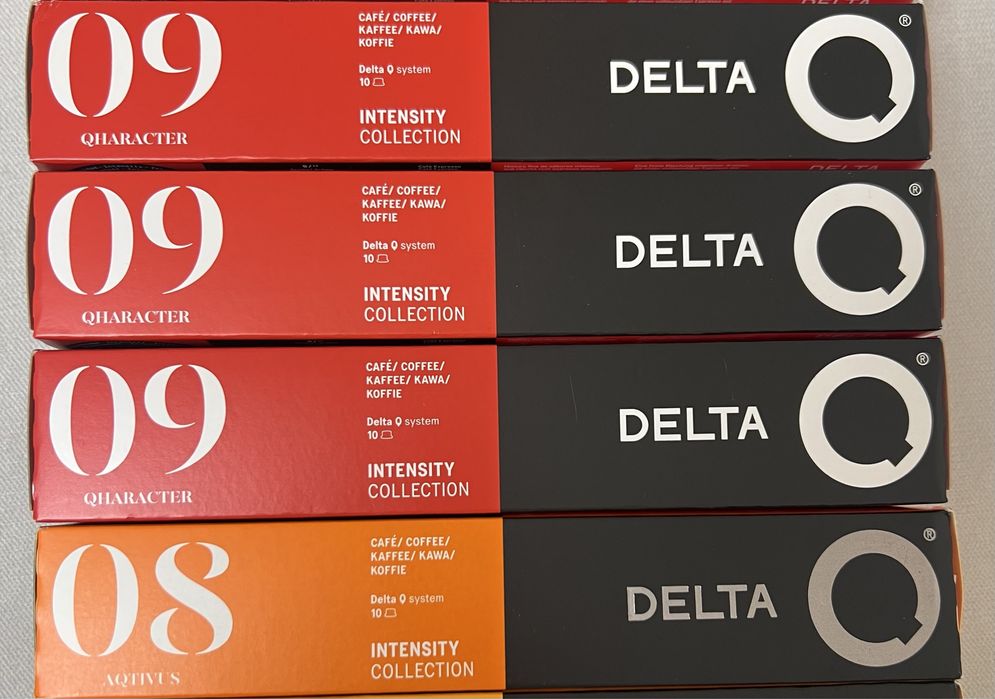 09
QHARACTER
CAFÉ/ COFFEE/
KAFFEE/ KAWA/
KOFFIE
Delta Q system
10
INTENSITY
COLLECTION
DELTA Q®
DELTA
09
QHARACTER
CAFÉ/ COFFEE/
KAFFEE/ KAWA/
KOFFIE
Delta Q system
10
INTENSITY
COLLECTION
DELTA Q®
09
QHARACTER
CAFÉ/ COFFEE/
KAFFEE/ KAWA/
KOFFIE
Delta Q system
10
INTENSITY
COLLECTION
DELTA Q®
08
AQTIVUS
CAFÉ/ COFFEE/
KAFFEE/ KAWA/
KOFFIE
Delta Q system
10
INTENSITY
COLLECTION
DELTA Q®